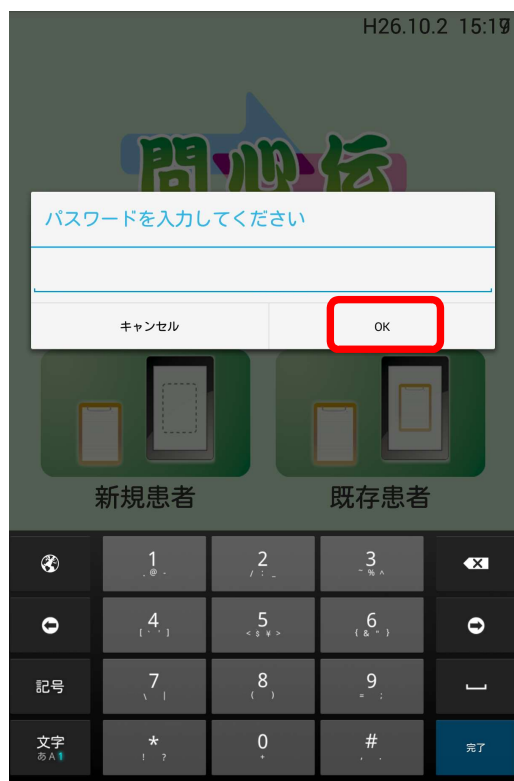 H26.10.2 15:19
問心伝
パスワードを入力してください
キャンセル OK
新規患者 既存患者
1 2 3
4 5 6
記号 7 8 9
文字 * 0 # 完了
あA1